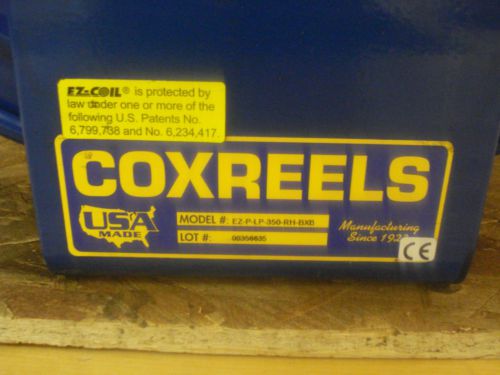 EZ-COIL® is protected by
law under one or more of the
following U.S. Patents No.
6,799,738 and No. 6,234,417.
COXREELS
USA
MADE
MODEL #: EZ-P-LP-350-RH-BXB
LOT #: 00356635
Manufacturing
Since
CE